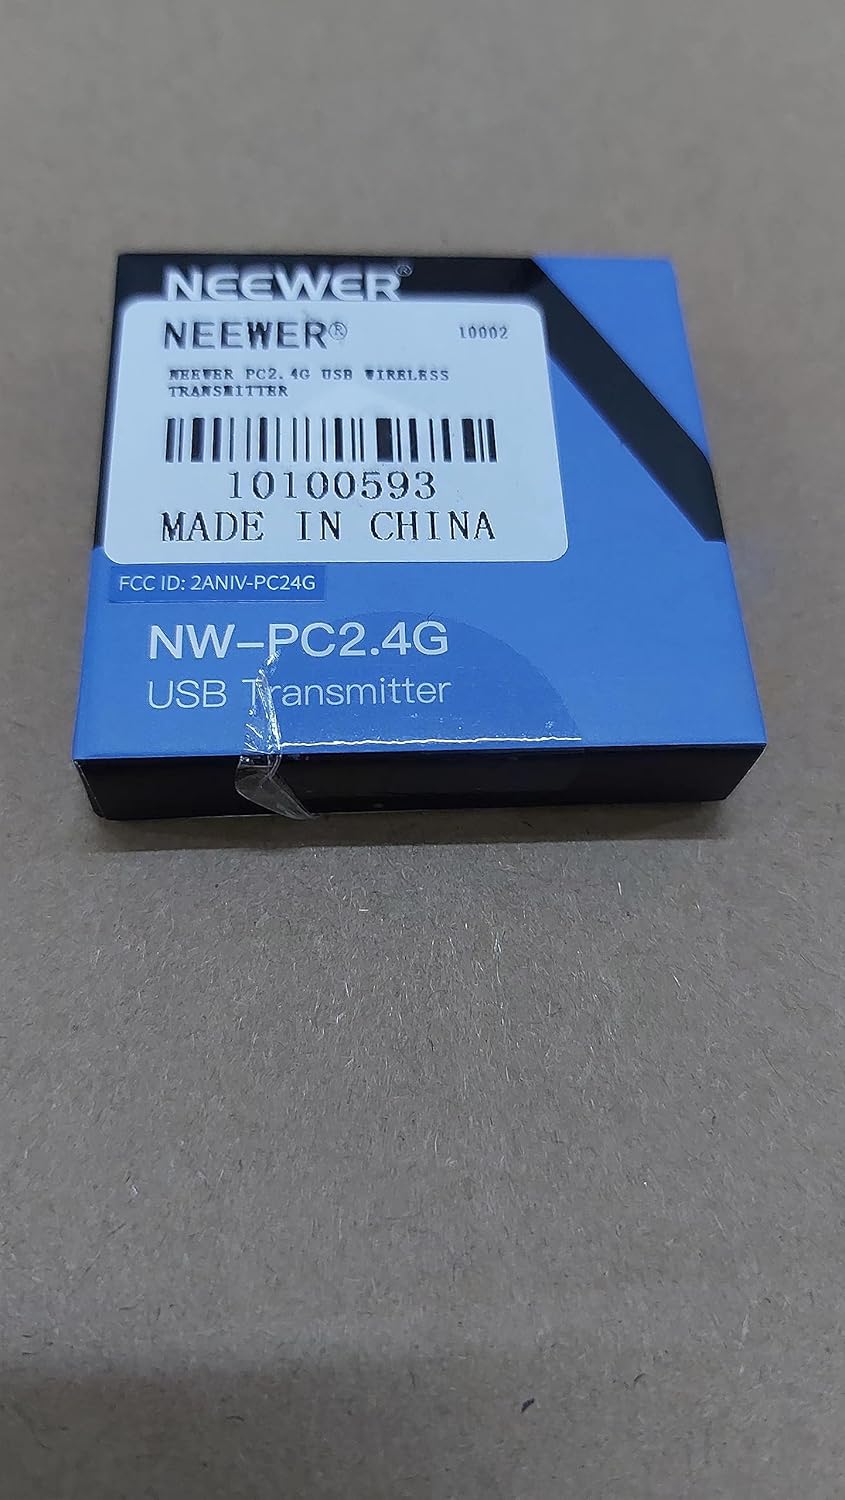 NEEWER®
NEEWER® 10002
NEEWER PC2.4G USB WIRELESS
TRANSMITTER
10100593
MADE IN CHINA
FCC ID: 2ANIV-PC24G
NW-PC2.4G
USB Transmitter